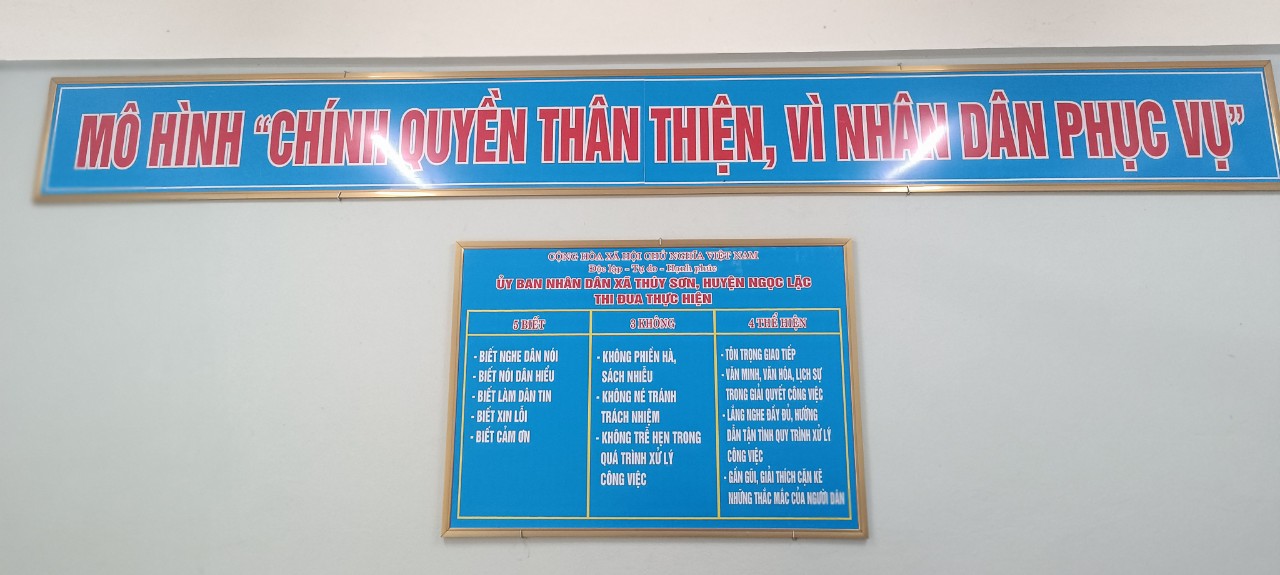 MÔ HÌNH “CHÍNH QUYỀN THÂN THIỆN, VÌ NHÂN DÂN PHỤC VỤ”
CỘNG HÒA XÃ HỘI CHỦ NGHĨA VIỆT NAM
Độc lập - Tự do - Hạnh phúc
ỦY BAN NHÂN DÂN XÃ THÚY SƠN, HUYỆN NGỌC LẶC
THI ĐUA THỰC HIỆN
5 BIẾT
- BIẾT NGHE DÂN NÓI
- BIẾT NÓI DÂN HIỂU
- BIẾT LÀM DÂN TIN
- BIẾT XIN LỖI
- BIẾT CẢM ƠN
3 KHÔNG
- KHÔNG PHIỀN HÀ,
SÁCH NHIỄU
- KHÔNG NÉ TRÁNH
TRÁCH NHIỆM
- KHÔNG TRỄ HẸN TRONG
QUÁ TRÌNH XỬ LÝ
CÔNG VIỆC
4 THỂ HIỆN
- TÔN TRỌNG GIAO TIẾP
- VĂN MINH, VĂN HÓA, LỊCH SỰ
TRONG GIẢI QUYẾT CÔNG VIỆC
- LẮNG NGHE ĐẦY ĐỦ, HƯỚNG
DẪN TẬN TÌNH QUY TRÌNH XỬ LÝ
CÔNG VIỆC
- GẦN GŨI, GIẢI THÍCH CẶN KẼ
NHỮNG THẮC MẮC CỦA NGƯỜI DÂN